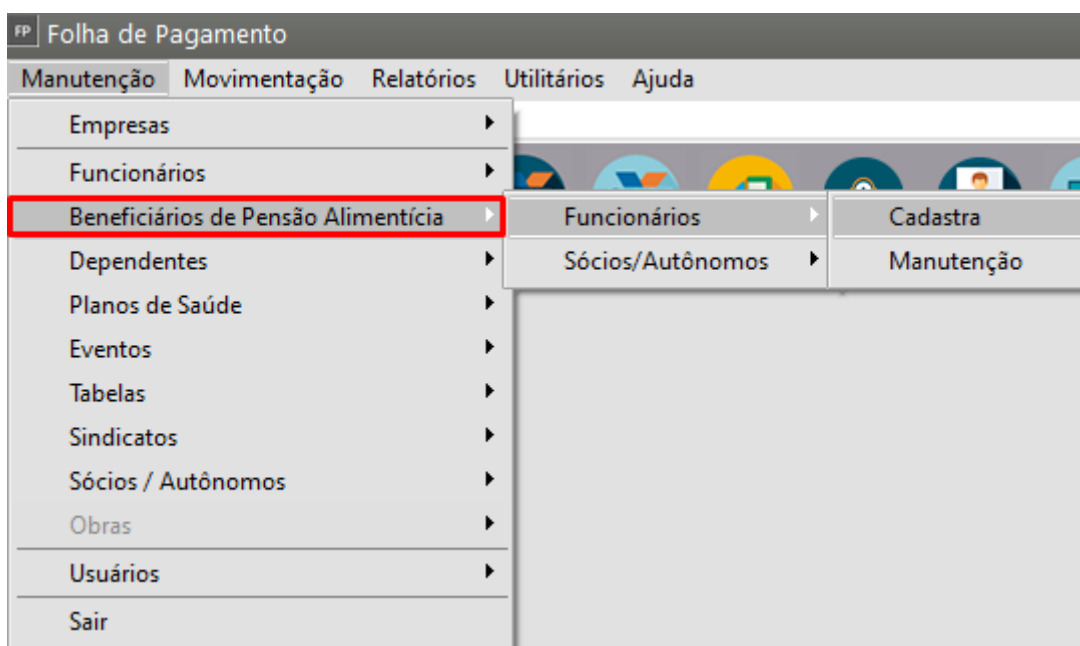 FP Folha de Pagamento
Manutenção Movimentação Relatórios Utilitários Ajuda
Empresas
Funcionários
Beneficiários de Pensão Alimentícia Funcionários Cadastra
Dependentes Sócios/Autônomos Manutenção
Planos de Saúde
Eventos
Tabelas
Sindicatos
Sócios / Autônomos
Obras
Usuários
Sair